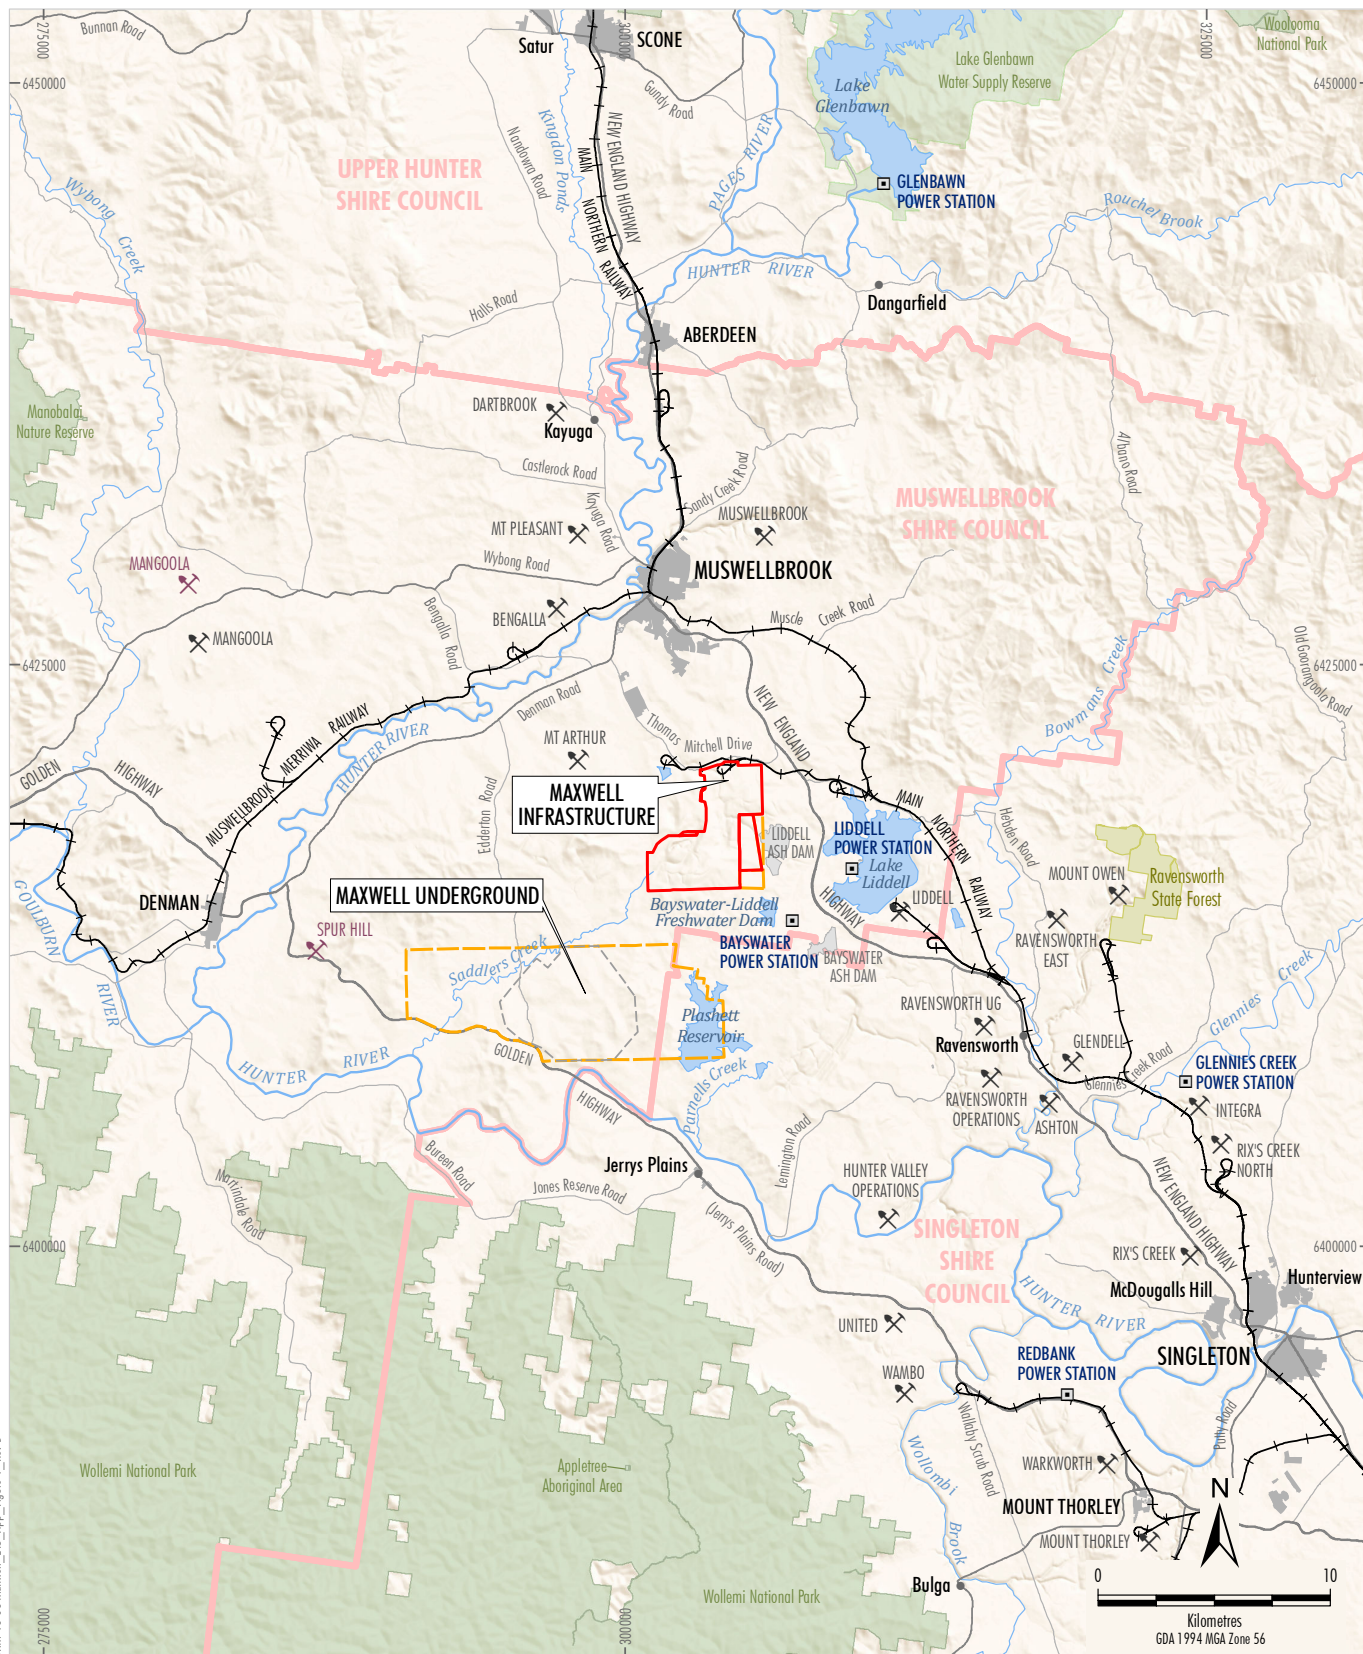 275000
300000
325000
Bunnan Road
Satur
SCONE
Woolooma
National Park
Lake Glenbawn
Water Supply Reserve
6450000
6450000
Lake
Glenbawn
Gundy Road
Kingdon Ponds
Nandowra Road
NEW ENGLAND HIGHWAY
MAIN NORTHERN RAILWAY
PAGES RIVER
UPPER HUNTER
SHIRE COUNCIL
GLENBAWN
POWER STATION
Wybong Creek
Rouchel Brook
HUNTER RIVER
Dangarfield
Halls Road
ABERDEEN
DARTBROOK
Kayuga
Manobalai
Nature Reserve
Castlerock Road
Albano Road
Sandy Creek Road
Kayuga Road
MUSWELLBROOK
SHIRE COUNCIL
MT PLEASANT
MUSWELLBROOK
MANGOOLA
Wybong Road
MUSWELLBROOK
BENGALLA
Bengalla Road
Muscle Creek Road
MANGOOLA
Old Goorangoola Road
6425000
6425000
Bowmans Creek
Denman Road
NEW ENGLAND
HIGHWAY
Thomas Mitchell Drive
HUNTER RIVER
MUSWELLBROOK MERRIWA RAILWAY
GOLDEN HIGHWAY
MT ARTHUR
MAXWELL
INFRASTRUCTURE
Edderton Road
MAIN NORTHERN RAILWAY
Hebden Road
LIDDELL
ASH DAM
LIDDELL
POWER STATION
Lake
Liddell
MOUNT OWEN
Ravensworth
State Forest
MAXWELL UNDERGROUND
DENMAN
GOULBURN RIVER
Bayswater-Liddell
Freshwater Dam
LIDDELL
SPUR HILL
BAYSWATER
POWER STATION
BAYSWATER
ASH DAM
RAVENSWORTH
EAST
Saddlers Creek
Glennies Creek
Plashett
Reservoir
RAVENSWORTH UG
Ravensworth
GLENDELL
HUNTER RIVER
GOLDEN
HIGHWAY
Parnells Creek
Glennies Creek Road
GLENNIES CREEK
POWER STATION
RAVENSWORTH
OPERATIONS
ASHTON
INTEGRA
Lemington Road
RIX'S CREEK
NORTH
Bureen Road
Jerrys Plains
Martindale Road
Jones Reserve Road
(Jerrys Plains Road)
HUNTER VALLEY
OPERATIONS
NEW ENGLAND HIGHWAY
SINGLETON
SHIRE
COUNCIL
6400000
6400000
RIX'S CREEK
McDougalls Hill
Hunterview
HUNTER RIVER
UNITED
REDBANK
POWER STATION
SINGLETON
WAMBO
Wallaby Scrub Road
Putty Road
Wollombi Brook
Wollemi National Park
Appletree
Aboriginal Area
WARKWORTH
MOUNT THORLEY
N
MOUNT THORLEY
Bulga
Wollemi National Park
0
10
Kilometres
GDA 1994 MGA Zone 56
275000
300000